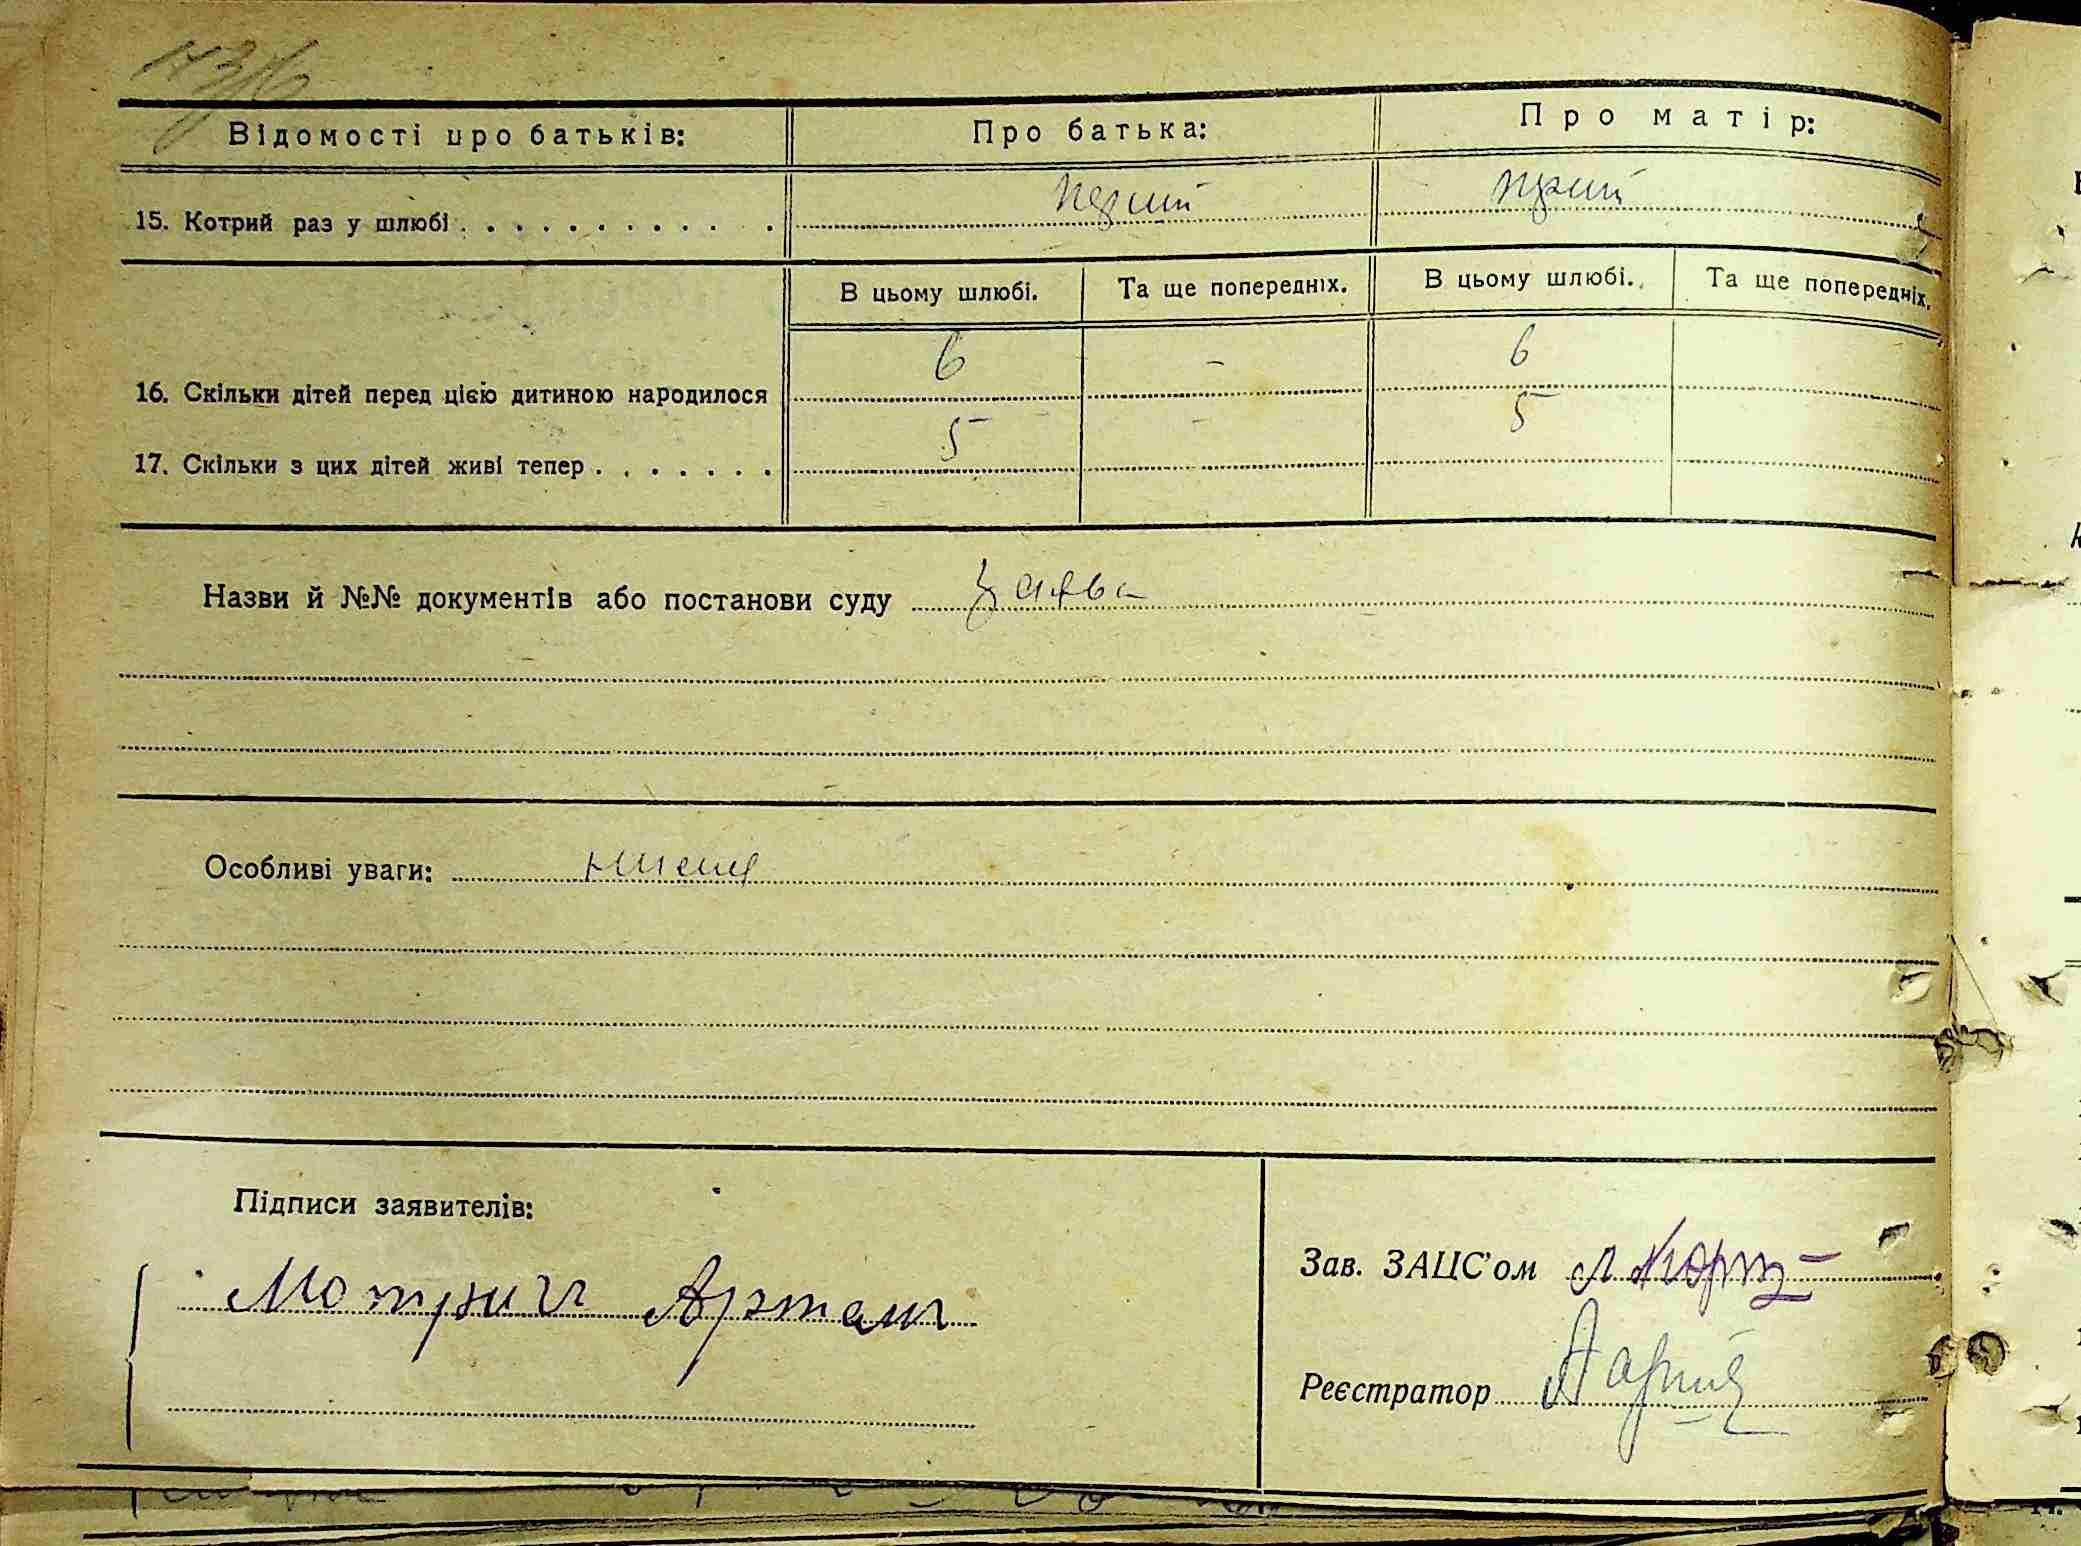 Відомості про батьків: Про батька: Про матір:
15. Котрий раз у шлюбі перший перший
В цьому шлюбі. Та ще попередніх. В цьому шлюбі. Та ще попередніх.
16. Скільки дітей перед цією дитиною народилося 6 - 6
17. Скільки з цих дітей живі тепер 5 - 5
Назви й №№ документів або постанови суду заява
Особливі уваги:
Підписи заявителів:
Зав. ЗАЦС'ом
Артем
Реєстратор